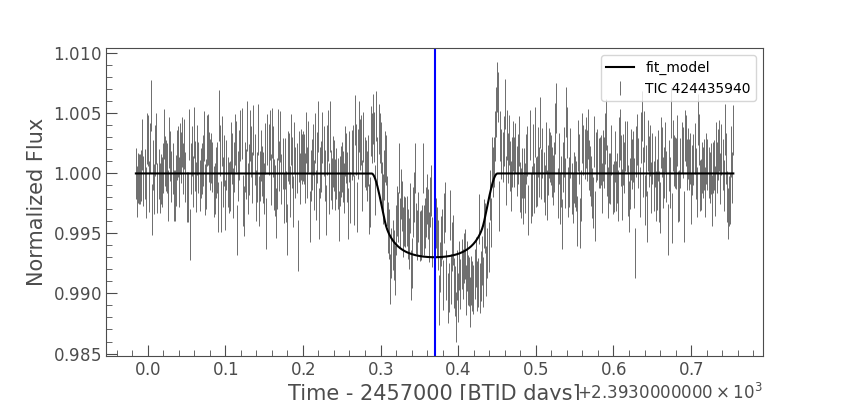 1.010
1.005
1.000
0.995
0.990
0.985
Normalized Flux
fit_model
TIC 424435940
0.0 0.1 0.2 0.3 0.4 0.5 0.6 0.7
Time - 2457000 [BTJD days]
+2.3930000000 × 10³